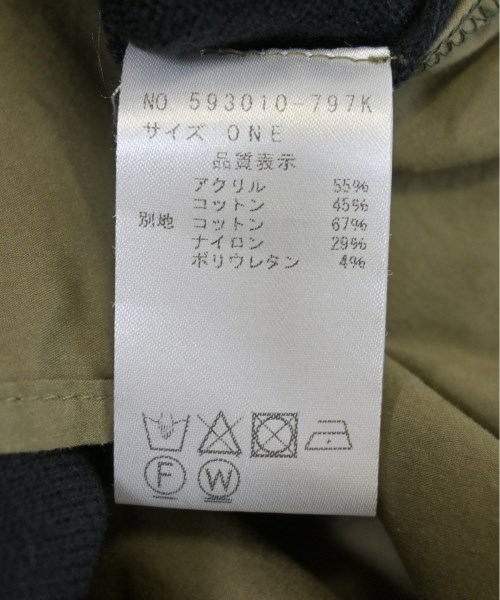 NO 593010-797K
サイズ ONE
品質表示
アクリル 55%
コットン 45%
別地 コットン 67%
ナイロン 29%
ポリウレタン 4%
F W